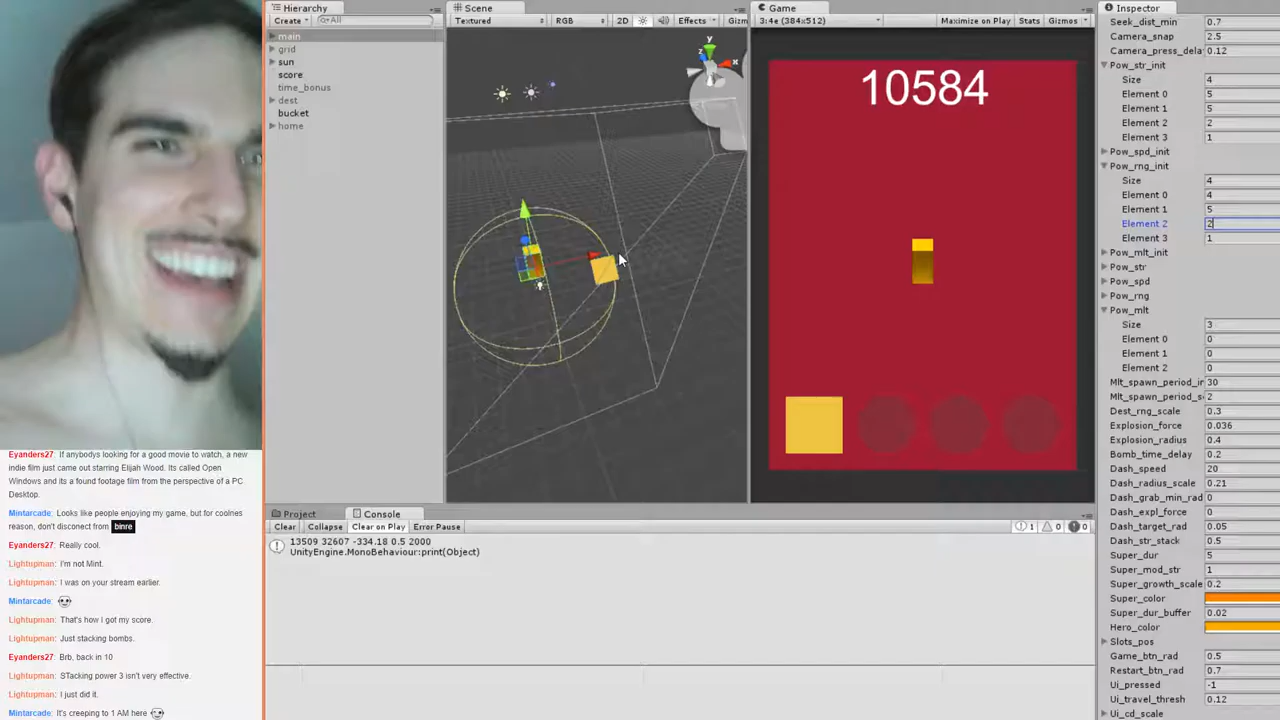 Hierarchy
Create
All
main
grid
sun
score
time_bonus
dest
bucket
home
Scene
Textured
RGB
2D
Effects
Gizm
y
x
z
Game
3:4e (384x512)
Maximize on Play
Stats
Gizmos
10584
Inspector
Seek_dist_min 0.7
Camera_snap 2.5
Camera_press_dela 0.12
Pow_str_init
Size 4
Element 0 5
Element 1 5
Element 2 2
Element 3 1
Pow_spd_init
Pow_rng_init
Size 4
Element 0 4
Element 1 5
Element 2 2
Element 3 1
Pow_mlt_init
Pow_str
Pow_spd
Pow_rng
Pow_mlt
Size 3
Element 0 0
Element 1 0
Element 2 0
Mlt_spawn_period_ir 30
Mlt_spawn_period_s 2
Dest_rng_scale 0.3
Explosion_force 0.036
Explosion_radius 0.4
Bomb_time_delay 0.2
Dash_speed 20
Dash_radius_scale 0.21
Dash_grab_min_rad 0
Dash_expl_force 0
Dash_target_rad 0.05
Dash_str_stack 0.5
Super_dur 5
Super_mod_str 1
Super_growth_scale 0.2
Super_color
Super_dur_buffer 0.02
Hero_color
Slots_pos
Game_btn_rad 0.5
Restart_btn_rad 0.7
Ui_pressed -1
Ui_travel_thresh 0.12
Ui_cd_scale
Project
Console
Clear
Collapse
Clear on Play
Error Pause
1
0
0
13509 32607 -334.18 0.5 2000
UnityEngine.MonoBehaviour:print(Object)
Eyanders27: If anybodys looking for a good movie to watch, a new
indie film just came out starring Elijah Wood. Its called Open
Windows and its a found footage film from the perspective of a PC
Desktop.
Mintarcade: Looks like people enjoying my game, but for coolnes
reason, don't disconect from binre
Eyanders27: Really cool.
Lightupman: I'm not Mint.
Lightupman: I was on your stream earlier.
Mintarcade:
Lightupman: That's how I got my score.
Lightupman: Just stacking bombs.
Eyanders27: Brb, back in 10
Lightupman: STacking power 3 isn't very effective.
Lightupman: I just did it.
Mintarcade: It's creeping to 1 AM here